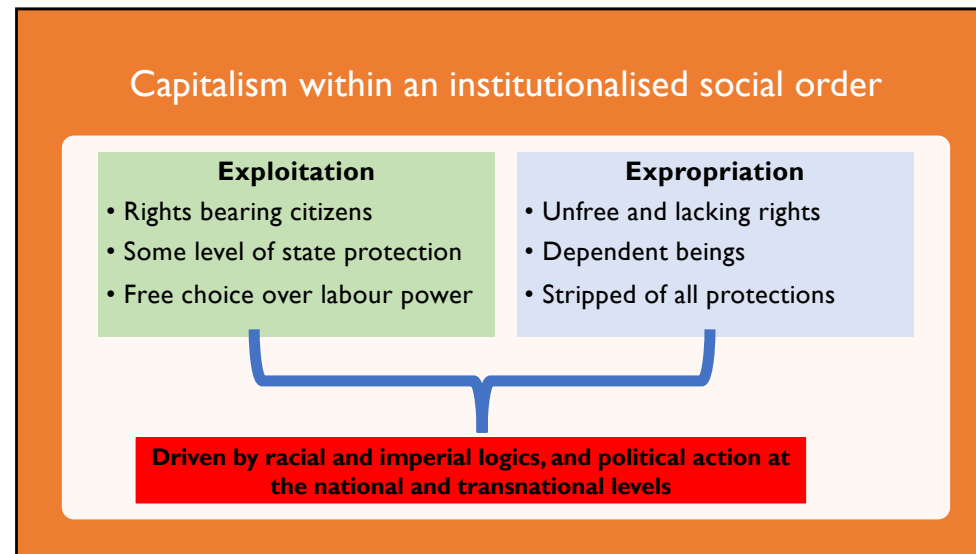 Capitalism within an institutionalised social order
Exploitation
• Rights bearing citizens
• Some level of state protection
• Free choice over labour power
Expropriation
• Unfree and lacking rights
• Dependent beings
• Stripped of all protections
Driven by racial and imperial logics, and political action at
the national and transnational levels